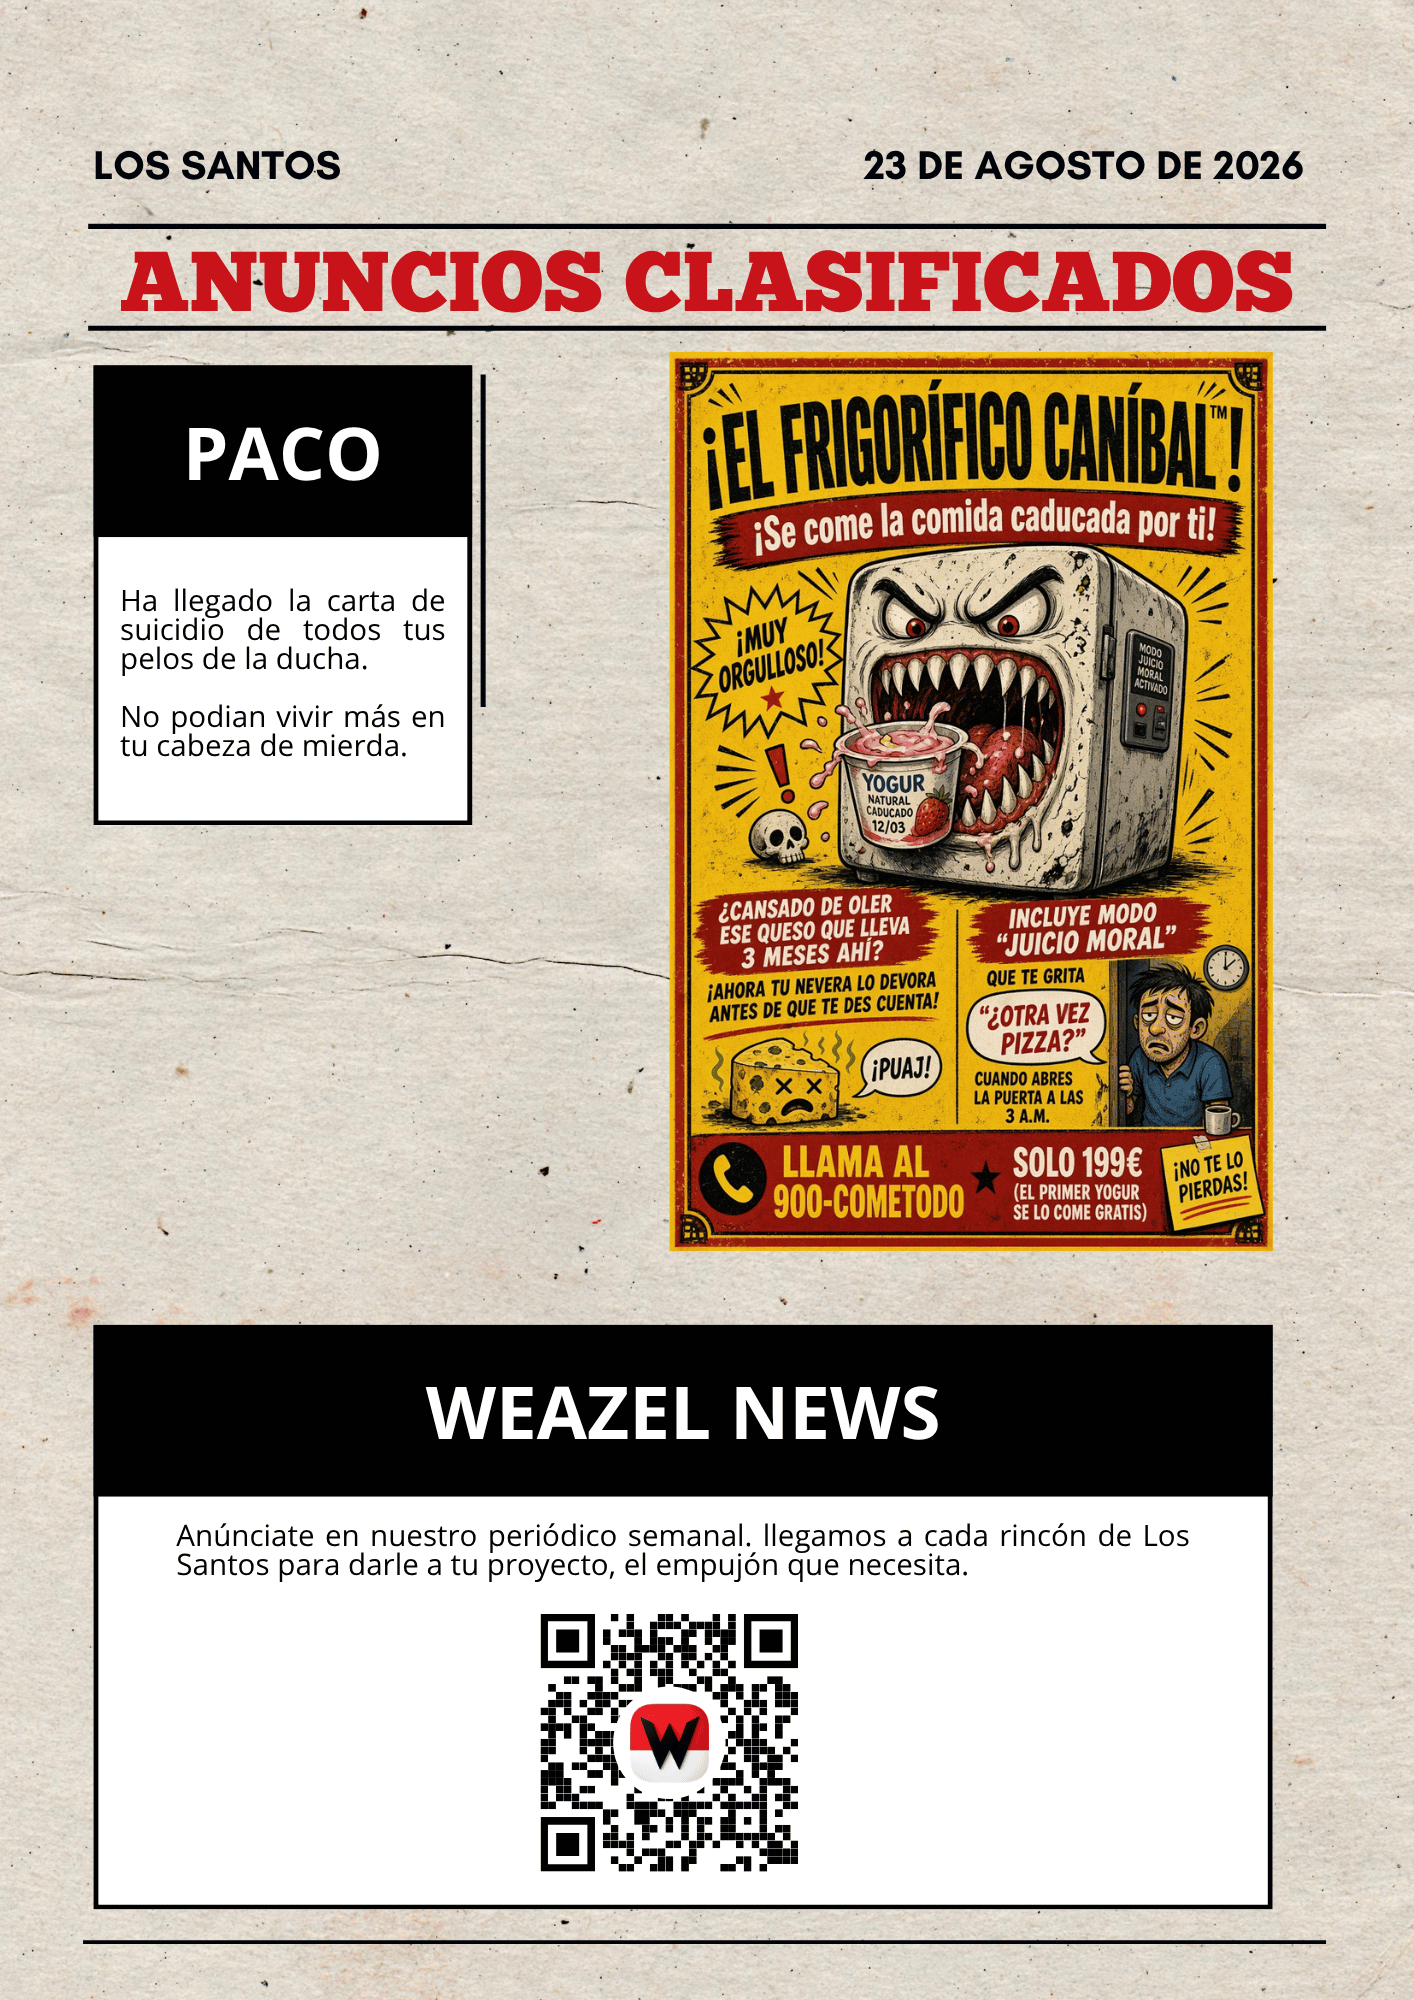 LOS SANTOS
23 DE AGOSTO DE 2026
ANUNCIOS CLASIFICADOS
PACO
Ha llegado la carta de
suicidio de todos tus
pelos de la ducha.
No podian vivir más en
tu cabeza de mierda.
¡EL FRIGORÍFICO CANÍBAL™!
¡Se come la comida caducada por ti!
¡MUY
ORGULLOSO!
MODO
JUICIO
MORAL
ACTIVADO
YOGUR
NATURAL
CADUCADO
12/03
¿CANSADO DE OLER
ESE QUESO QUE LLEVA
3 MESES AHÍ?
¡AHORA TU NEVERA LO DEVORA
ANTES DE QUE TE DES CUENTA!
¡PUAJ!
INCLUYE MODO
“JUICIO MORAL”
QUE TE GRITA
“¿OTRA VEZ
PIZZA?”
CUANDO ABRES
LA PUERTA A LAS
3 A.M.
LLAMA AL
900-COMETODO
SOLO 199€
(EL PRIMER YOGUR
SE LO COME GRATIS)
¡NO TE LO
PIERDAS!
WEAZEL NEWS
Anúnciate en nuestro periódico semanal. llegamos a cada rincón de Los
Santos para darle a tu proyecto, el empujón que necesita.
W